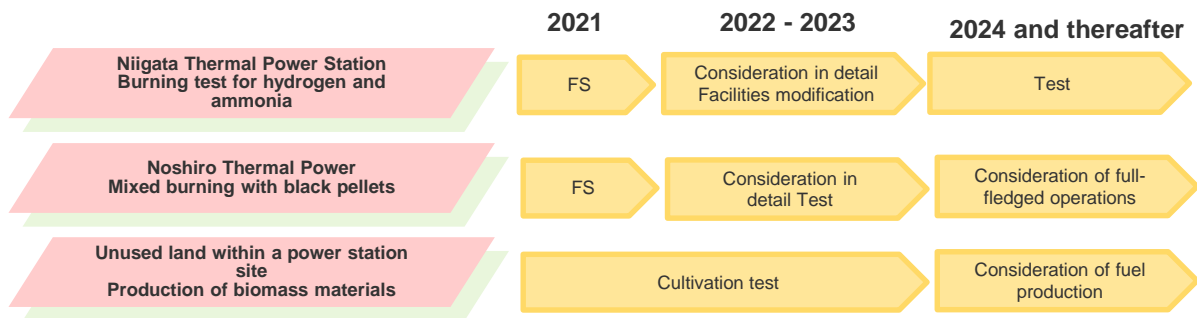 2021
2022 - 2023
2024 and thereafter
Niigata Thermal Power Station
Burning test for hydrogen and
ammonia
FS
Consideration in detail
Facilities modification
Test
Noshiro Thermal Power
Mixed burning with black pellets
FS
Consideration in
detail Test
Consideration of full-
fledged operations
Unused land within a power station
site
Production of biomass materials
Cultivation test
Consideration of fuel
production